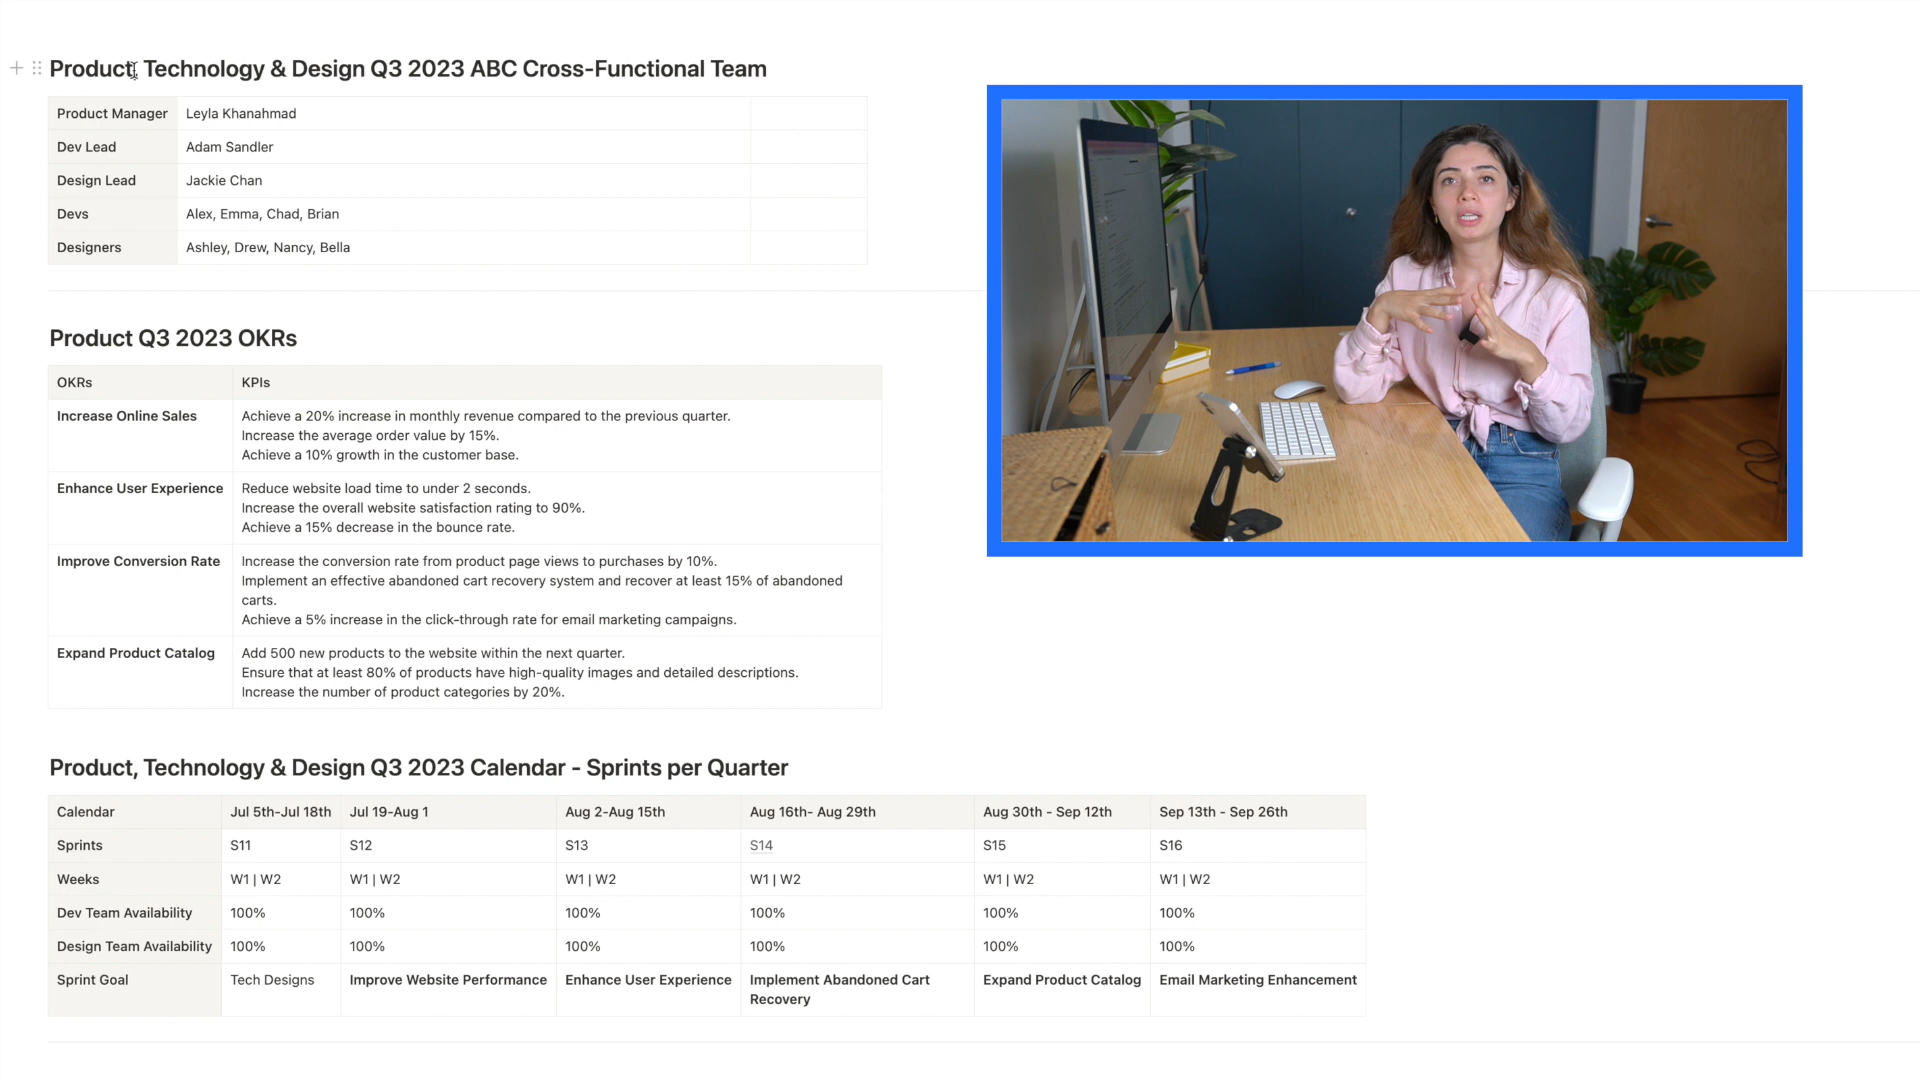 Product, Technology & Design Q3 2023 ABC Cross-Functional Team
Product Manager Leyla Khanahmad
Dev Lead Adam Sandler
Design Lead Jackie Chan
Devs Alex, Emma, Chad, Brian
Designers Ashley, Drew, Nancy, Bella
Product Q3 2023 OKRs
OKRs KPIs
Increase Online Sales Achieve a 20% increase in monthly revenue compared to the previous quarter.
Increase the average order value by 15%.
Achieve a 10% growth in the customer base.
Enhance User Experience Reduce website load time to under 2 seconds.
Increase the overall website satisfaction rating to 90%.
Achieve a 15% decrease in the bounce rate.
Improve Conversion Rate Increase the conversion rate from product page views to purchases by 10%.
Implement an effective abandoned cart recovery system and recover at least 15% of abandoned
carts.
Achieve a 5% increase in the click-through rate for email marketing campaigns.
Expand Product Catalog Add 500 new products to the website within the next quarter.
Ensure that at least 80% of products have high-quality images and detailed descriptions.
Increase the number of product categories by 20%.
Product, Technology & Design Q3 2023 Calendar - Sprints per Quarter
Calendar Jul 5th-Jul 18th Jul 19-Aug 1 Aug 2-Aug 15th Aug 16th- Aug 29th Aug 30th - Sep 12th Sep 13th - Sep 26th
Sprints S11 S12 S13 S14 S15 S16
Weeks W1 | W2 W1 | W2 W1 | W2 W1 | W2 W1 | W2 W1 | W2
Dev Team Availability 100% 100% 100% 100% 100% 100%
Design Team Availability 100% 100% 100% 100% 100% 100%
Sprint Goal Tech Designs Improve Website Performance Enhance User Experience Implement Abandoned Cart Expand Product Catalog Email Marketing Enhancement
Recovery